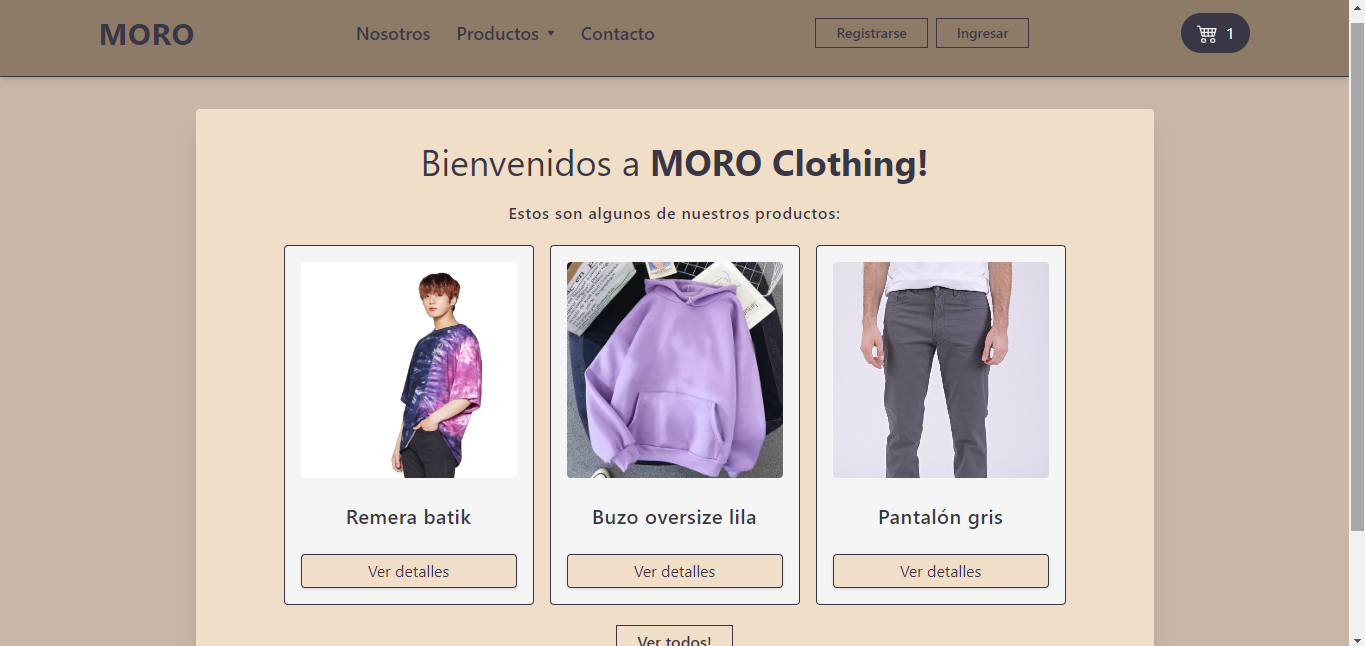 MORO
Nosotros Productos Contacto
Registrarse Ingresar
1
Bienvenidos a MORO Clothing!
Estos son algunos de nuestros productos:
Remera batik
Buzo oversize lila
Pantalón gris
Ver detalles
Ver detalles
Ver detalles
Ver todos!